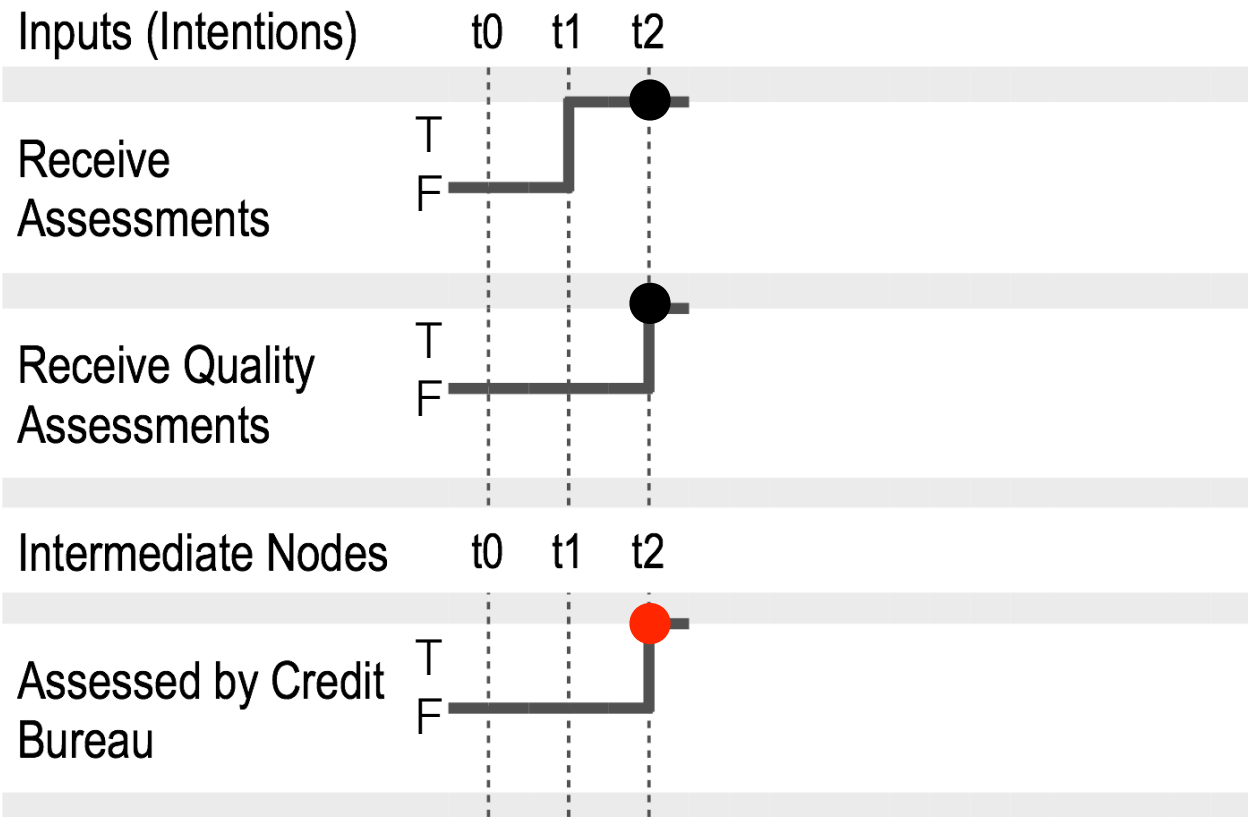 Inputs (Intentions) t0 t1 t2
T
Receive
F
Assessments
T
Receive Quality
F
Assessments
Intermediate Nodes t0 t1 t2
T
Assessed by Credit
F
Bureau